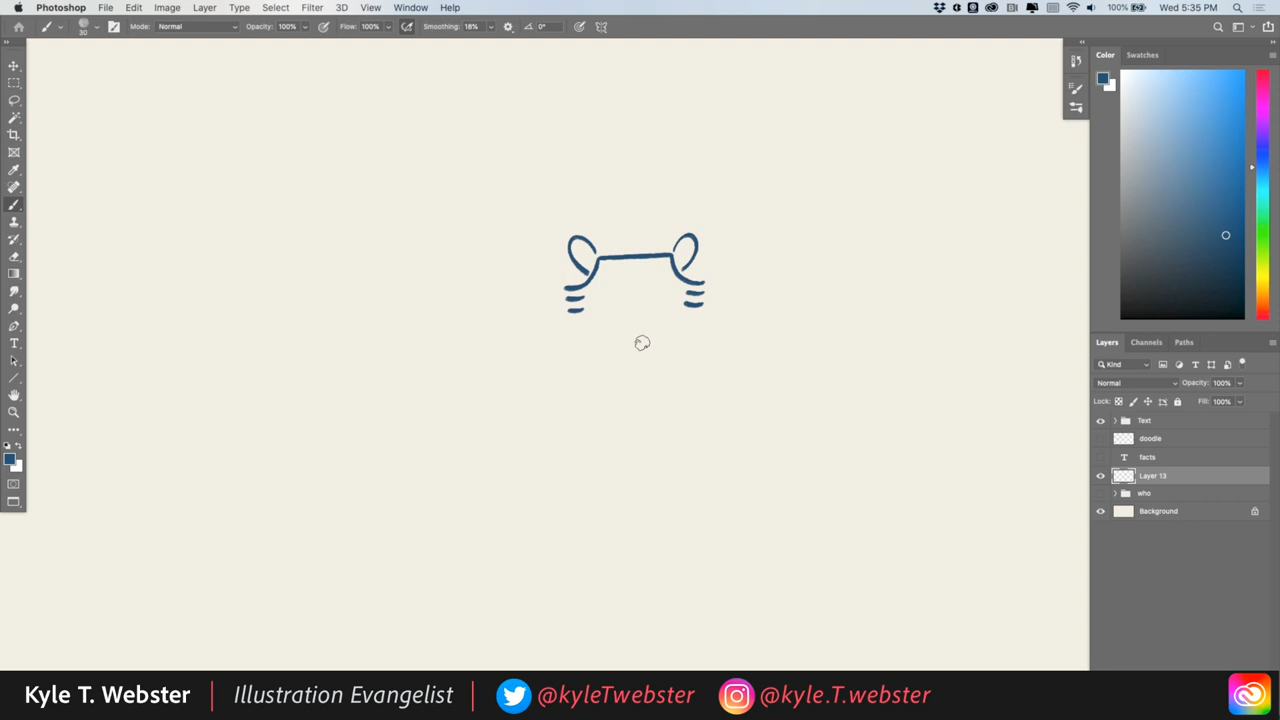 Photoshop File Edit Image Layer Type Select Filter 3D View Window Help 100% Wed 5:35 PM
30 Mode: Normal Opacity: 100% Flow: 100% Smoothing: 18% 0°
Color Swatches
Layers Channels Paths
Kind
Normal Opacity: 100%
Lock: Fill: 100%
Text
doodle
T facts
Layer 13
who
Background
Kyle T. Webster | Illustration Evangelist | @kyleTwebster @kyle.T.webster